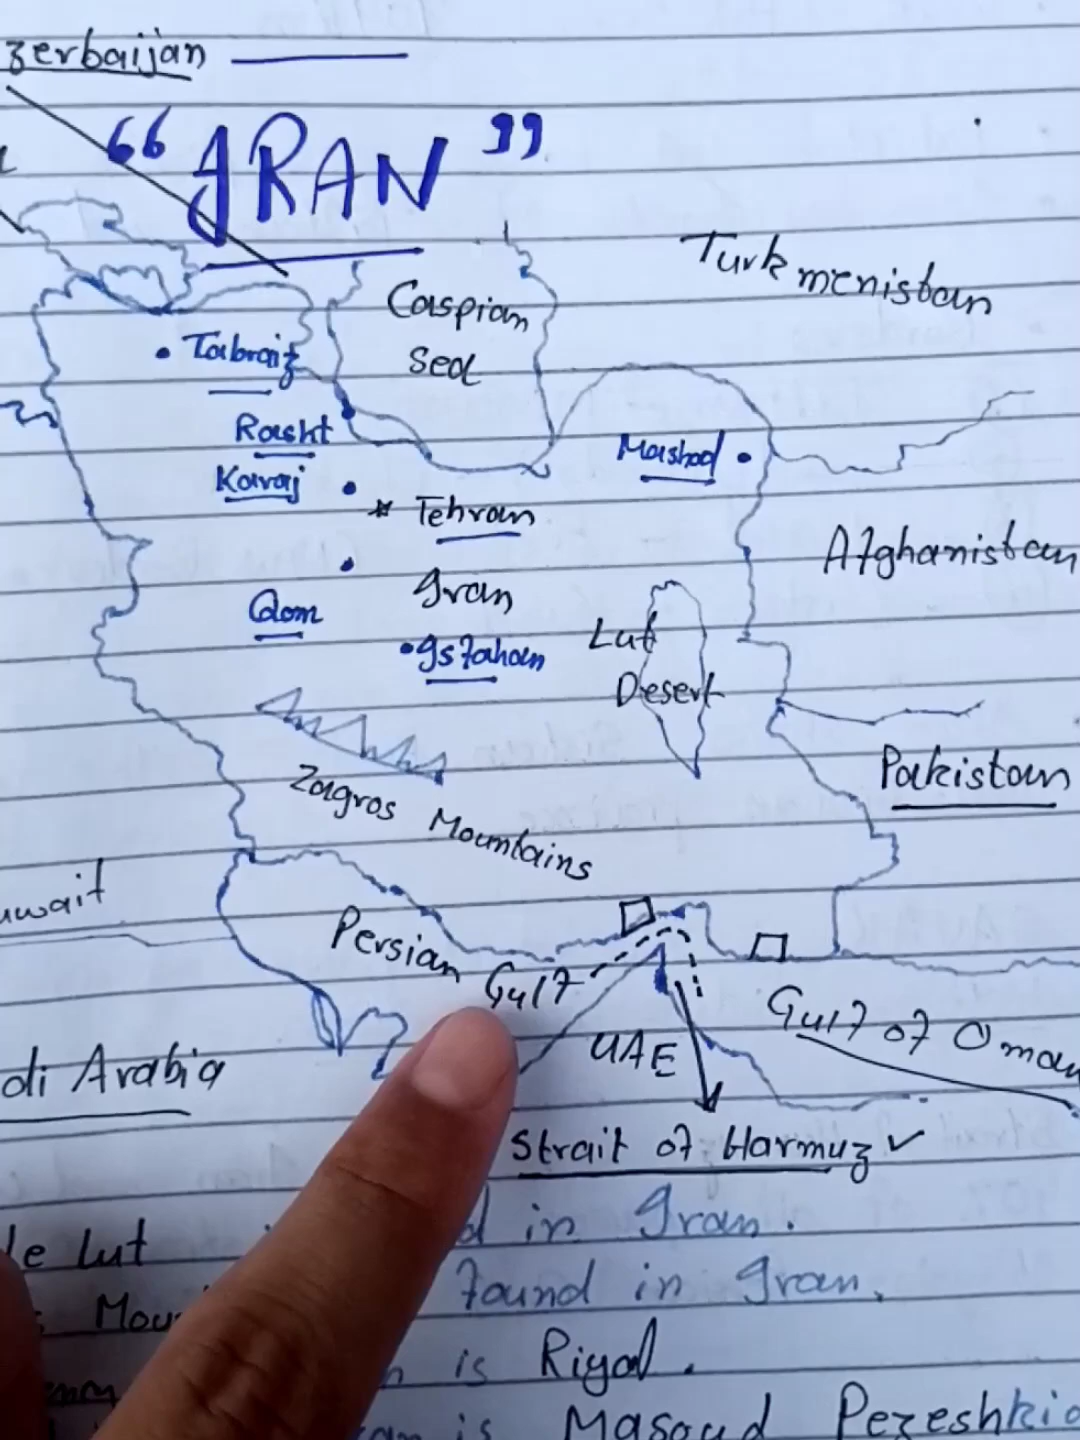 zerbaijan
“IRAN”
Turkmenistan
Caspian
Sea
Tabraiz
Rasht
Mashad
Karaj
Tehran
Afghanistan
Iran
Qom
Isfahan
Lut
Desert
Pakistan
Zagros Mountains
uwait
Persian Gulf
Gulf of Oman
UAE
di Arabia
Strait of Harmuz ✓
le Lut d in Iran.
s Mou found in Iran.
n is Riyal.
an is Masoud Pezeshkia